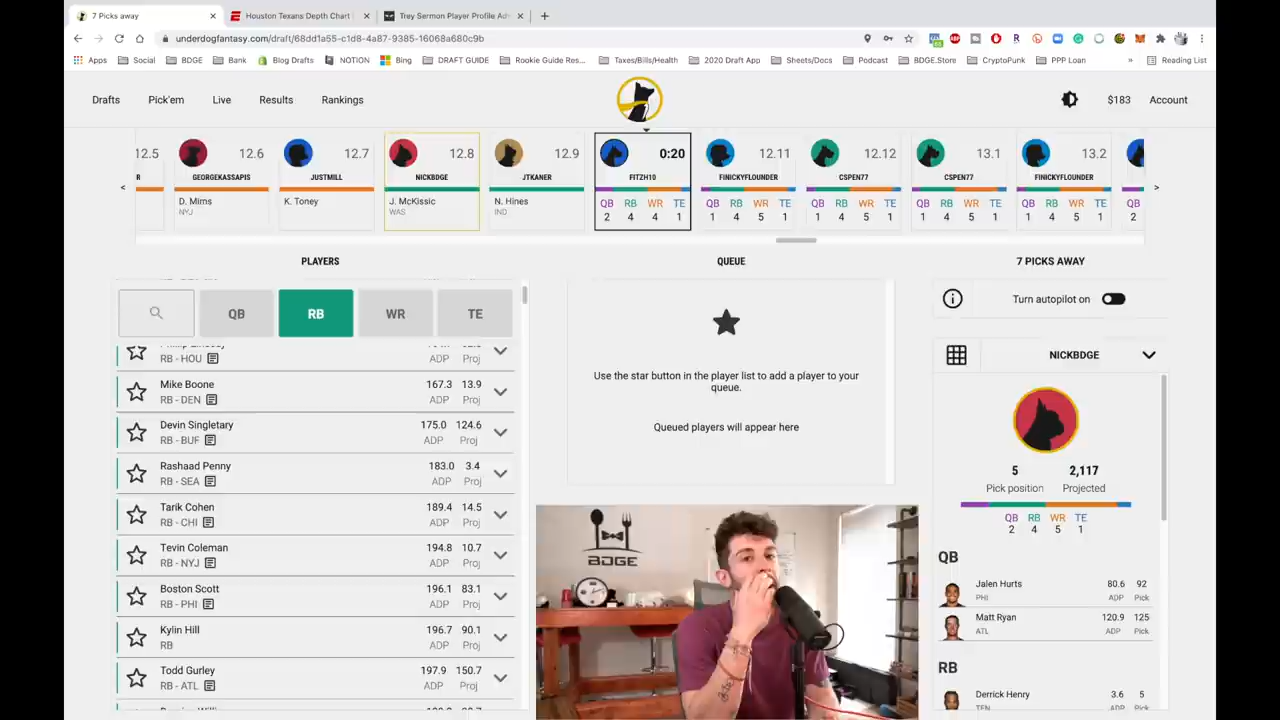 7 Picks away
Houston Texans Depth Chart
Trey Sermon Player Profile Adv
underdogfantasy.com/draft/68dd1a55-c1d8-4a87-9385-16068a680c9b
Apps
Social
BDGE
Bank
Blog Drafts
NOTION
Bing
DRAFT GUIDE
Rookie Guide Res...
Taxes/Bills/Health
2020 Draft App
Sheets/Docs
Podcast
BDGE.Store
CryptoPunk
PPP Loan
»
Reading List
Drafts
Pick'em
Live
Results
Rankings
$183
Account
12.5
12.6
12.7
12.8
12.9
0:20
12.11
12.12
13.1
13.2
R
GEORGEKASSAPIS
JUSTMILL
NICKBDGE
JTKANER
FITZH10
FINICKYFLOUNDER
CSPEN77
CSPEN77
FINICKYFLOUNDER
D. Mims
NYJ
K. Toney
J. McKissic
WAS
N. Hines
IND
QB RB WR TE
2 4 4 1
QB RB WR TE
1 4 5 1
QB RB WR TE
1 4 5 1
QB RB WR TE
1 4 5 1
QB RB WR TE
1 4 5 1
QB
2
< >
PLAYERS
QUEUE
7 PICKS AWAY
QB
RB
WR
TE
Turn autopilot on
RB - HOU
ADP Proj
Mike Boone 167.3 13.9
RB - DEN ADP Proj
Devin Singletary 175.0 124.6
RB - BUF ADP Proj
Rashaad Penny 183.0 3.4
RB - SEA ADP Proj
Tarik Cohen 189.4 14.5
RB - CHI ADP Proj
Tevin Coleman 194.8 10.7
RB - NYJ ADP Proj
Boston Scott 196.1 83.1
RB - PHI ADP Proj
Kylin Hill 196.7 90.1
RB ADP Proj
Todd Gurley 197.9 150.7
RB - ATL ADP Proj
Use the star button in the player list to add a player to your
queue.
Queued players will appear here
BDGE
NICKBDGE
5 2,117
Pick position Projected
QB RB WR TE
2 4 5 1
QB
Jalen Hurts 80.6 92
PHI ADP Pick
Matt Ryan 120.9 125
ATL ADP Pick
RB
Derrick Henry 3.6 5
TEN ADP Pick